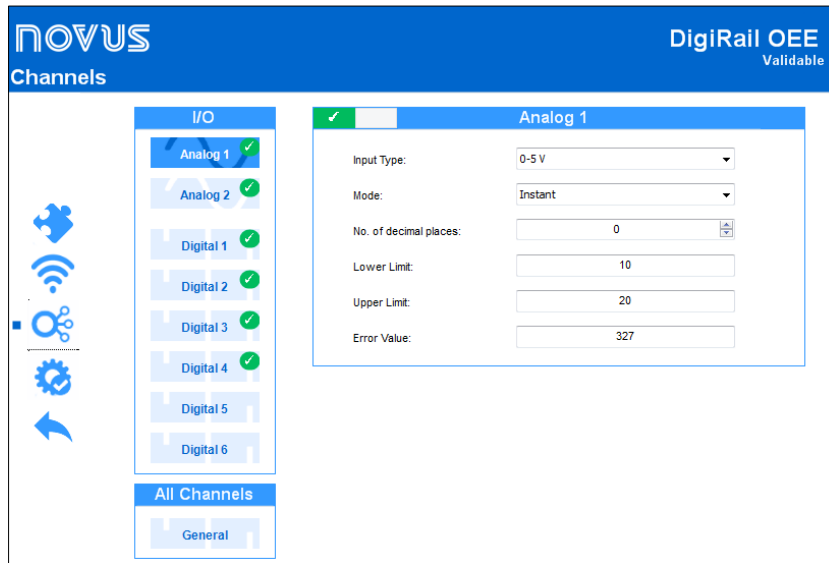 NOVUS
DigiRail OEE
Validable
Channels
I/O
Analog 1
Analog 2
Digital 1
Digital 2
Digital 3
Digital 4
Digital 5
Digital 6
All Channels
General
Analog 1
Input Type: 0-5 V
Mode: Instant
No. of decimal places: 0
Lower Limit: 10
Upper Limit: 20
Error Value: 327